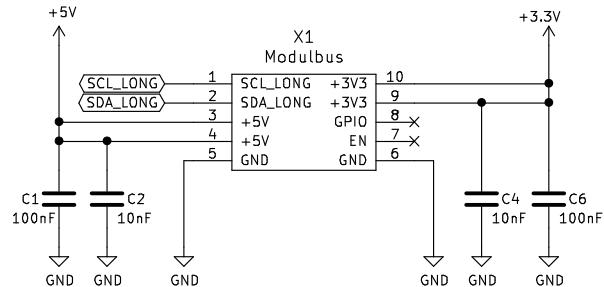 +5V
X1
+3.3V
Modulbus
SCL_LONG 1 SCL_LONG +3V3 10
SDA_LONG 2 SDA_LONG +3V3 9
3 +5V GPIO 8
4 +5V EN 7
5 GND GND 6
C1 C2 C4 C6
100nF 10nF 10nF 100nF
GND GND GND GND GND GND